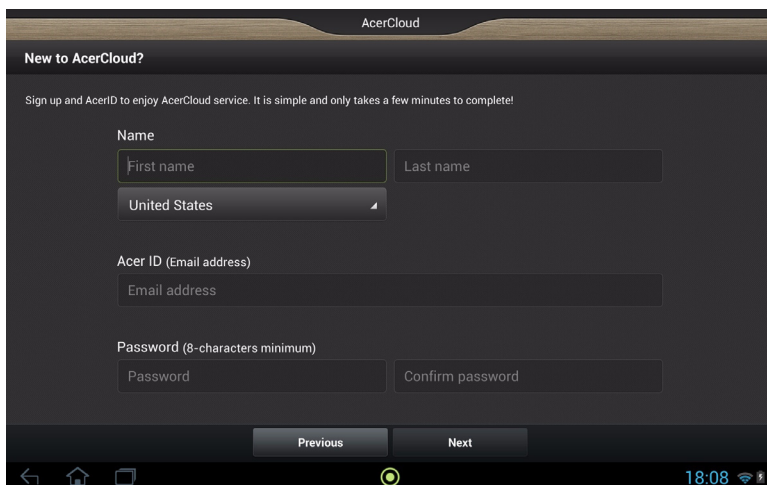 AcerCloud
New to AcerCloud?
Sign up and AcerID to enjoy AcerCloud service. It is simple and only takes a few minutes to complete!
Name
First name Last name
United States
Acer ID (Email address)
Email address
Password (8-characters minimum)
Password Confirm password
Previous Next
18:08